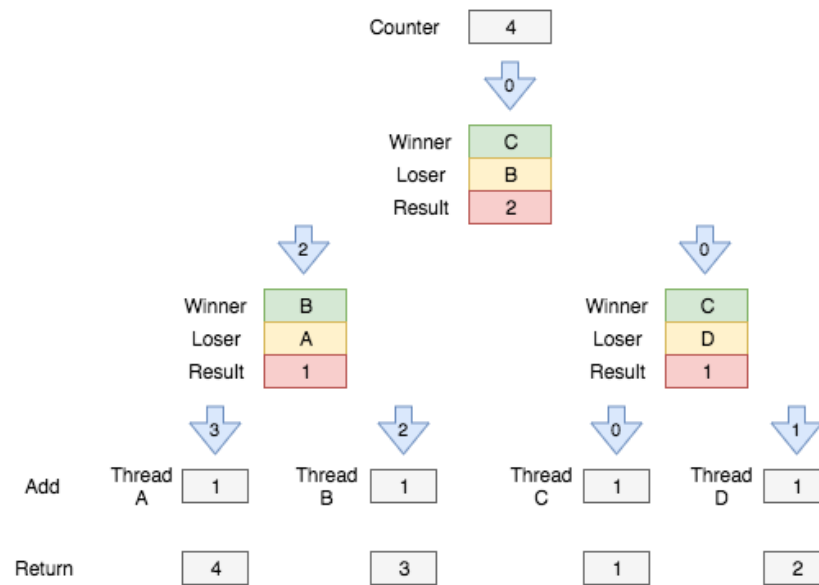 Counter 4
0
Winner C
Loser B
Result 2
2 0
Winner B Winner C
Loser A Loser D
Result 1 Result 1
3 2 0 1
Add Thread A 1 Thread B 1 Thread C 1 Thread D 1
Return 4 3 1 2